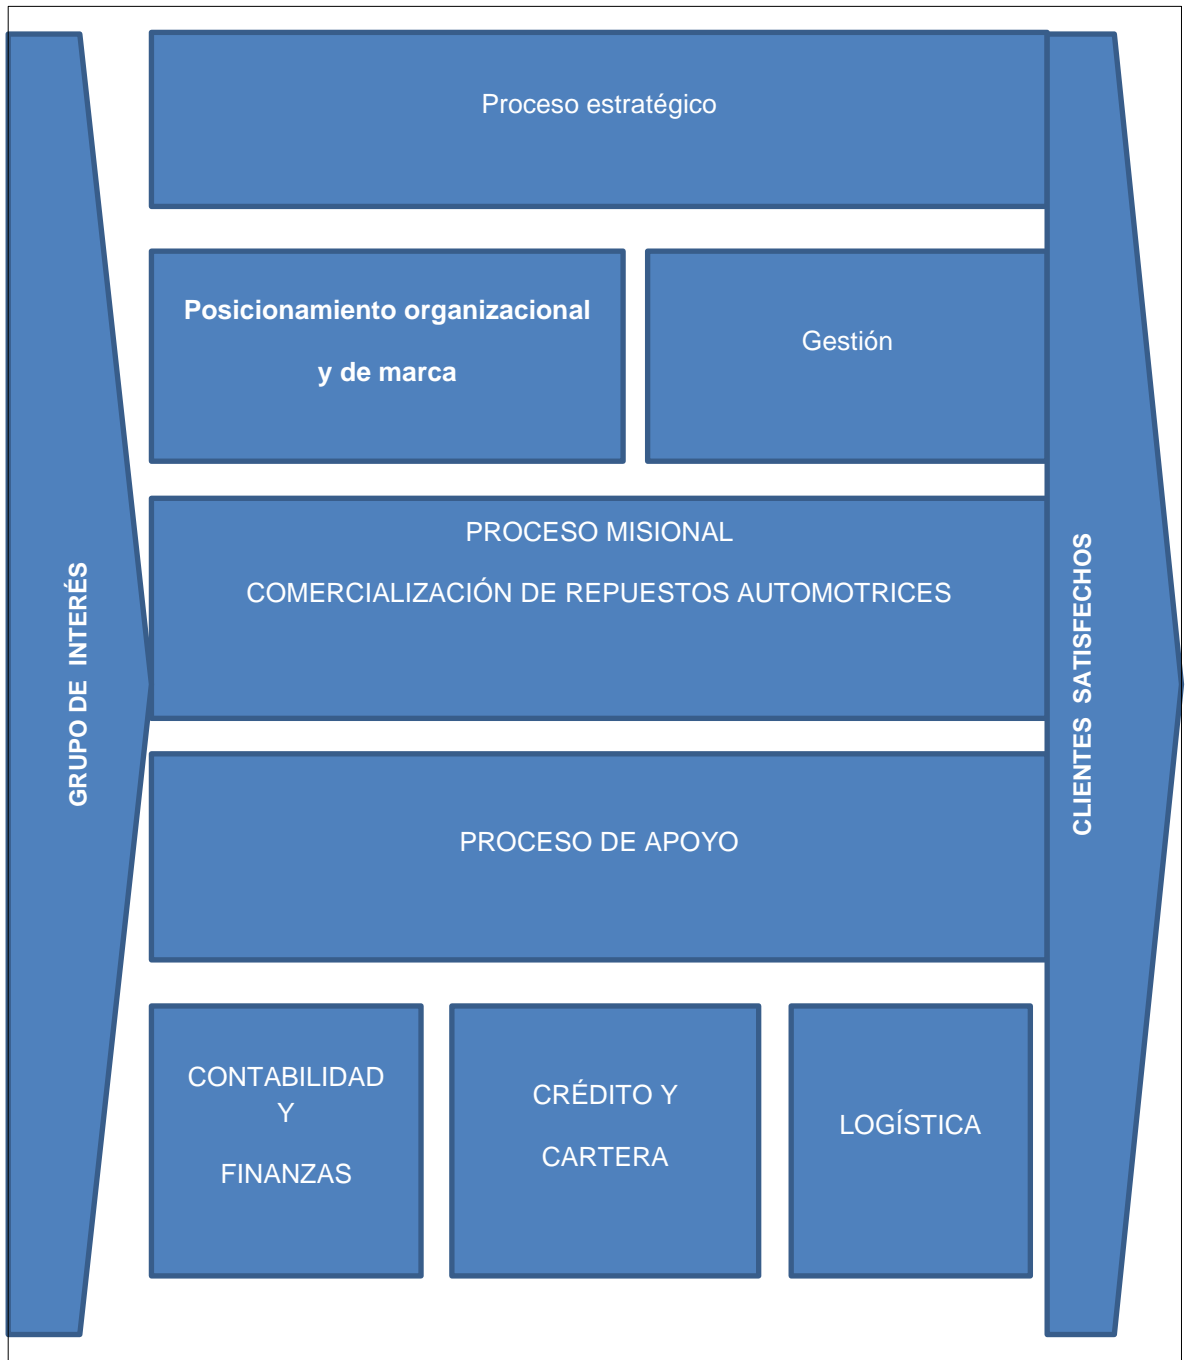 Proceso estratégico
Posicionamiento organizacional
y de marca
Gestión
PROCESO MISIONAL
COMERCIALIZACIÓN DE REPUESTOS AUTOMOTRICES
GRUPO DE INTERÉS
CLIENTES SATISFECHOS
PROCESO DE APOYO
CONTABILIDAD
Y
FINANZAS
CRÉDITO Y
CARTERA
LOGÍSTICA